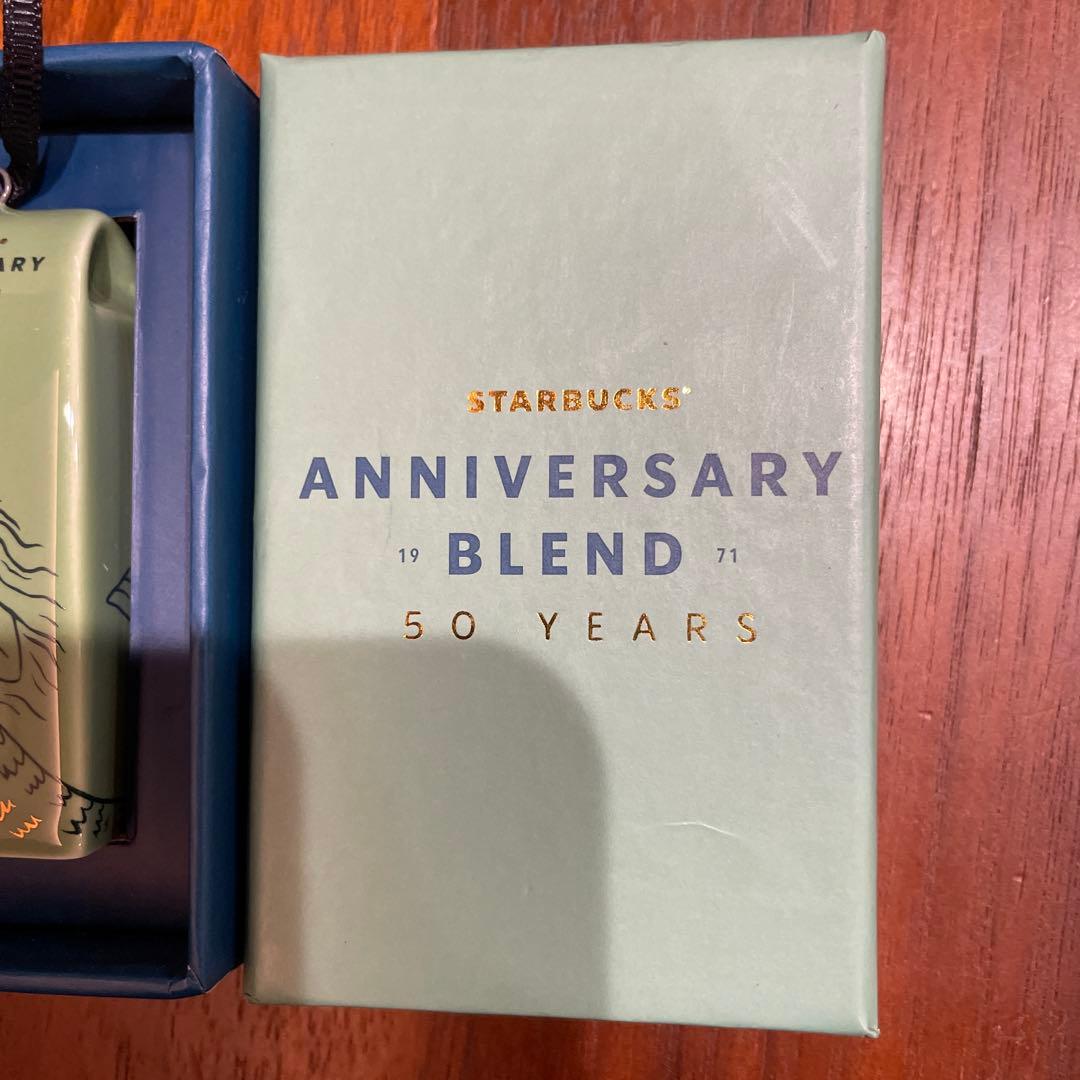 STARBUCKS®
ANNIVERSARY
19 BLEND 71
50 YEARS